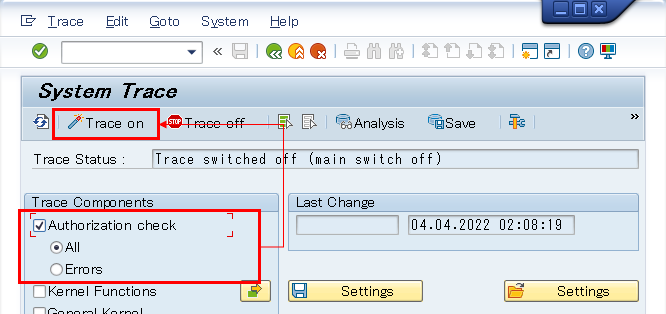 Trace Edit Goto System Help
System Trace
Trace on STOP Trace off Analysis Save
Trace Status : Trace switched off (main switch off)
Trace Components
Last Change
Authorization check
04.04.2022 02:08:19
All
Errors
Kernel Functions
Settings Settings
General Kernel